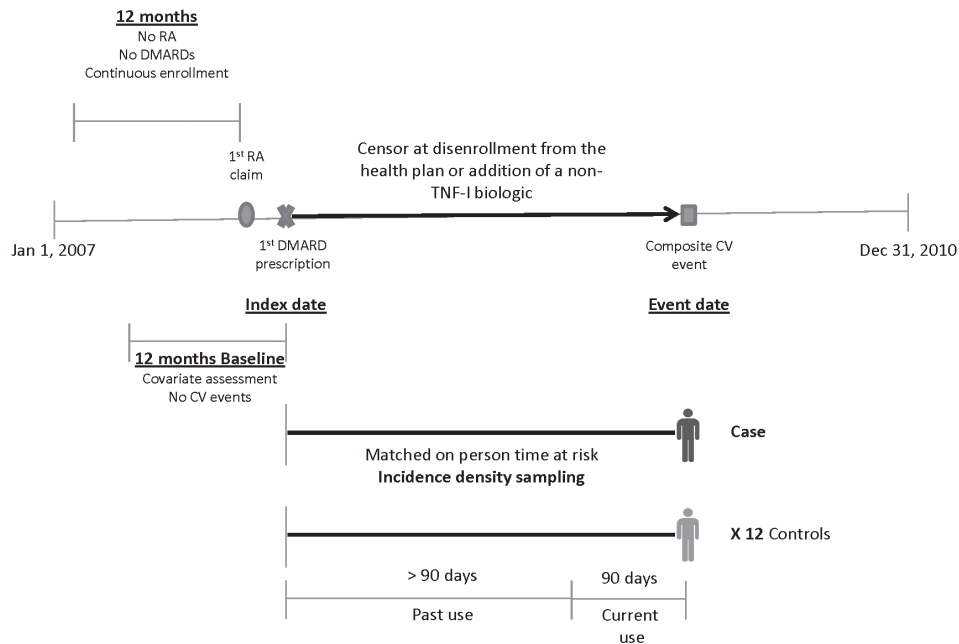 12 months
No RA
No DMARDs
Continuous enrollment
1st RA
claim
Censor at disenrollment from the
health plan or addition of a non-
TNF-I biologic
Jan 1, 2007
1st DMARD
prescription
Composite CV
event
Dec 31, 2010
Index date
Event date
12 months Baseline
Covariate assessment
No CV events
Case
Matched on person time at risk
Incidence density sampling
X 12 Controls
> 90 days
90 days
Past use
Current
use